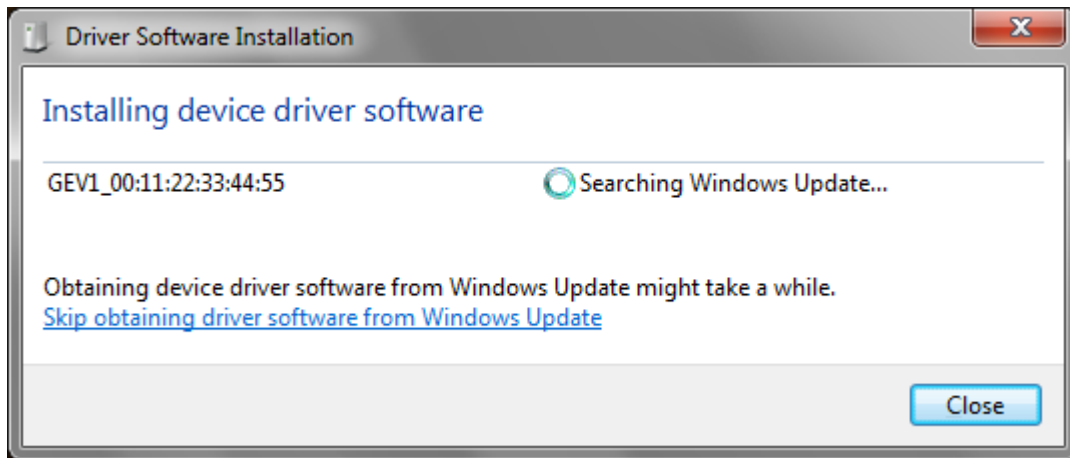 Driver Software Installation
Installing device driver software
GEV1_00:11:22:33:44:55 Searching Windows Update...
Obtaining device driver software from Windows Update might take a while.
Skip obtaining driver software from Windows Update
Close